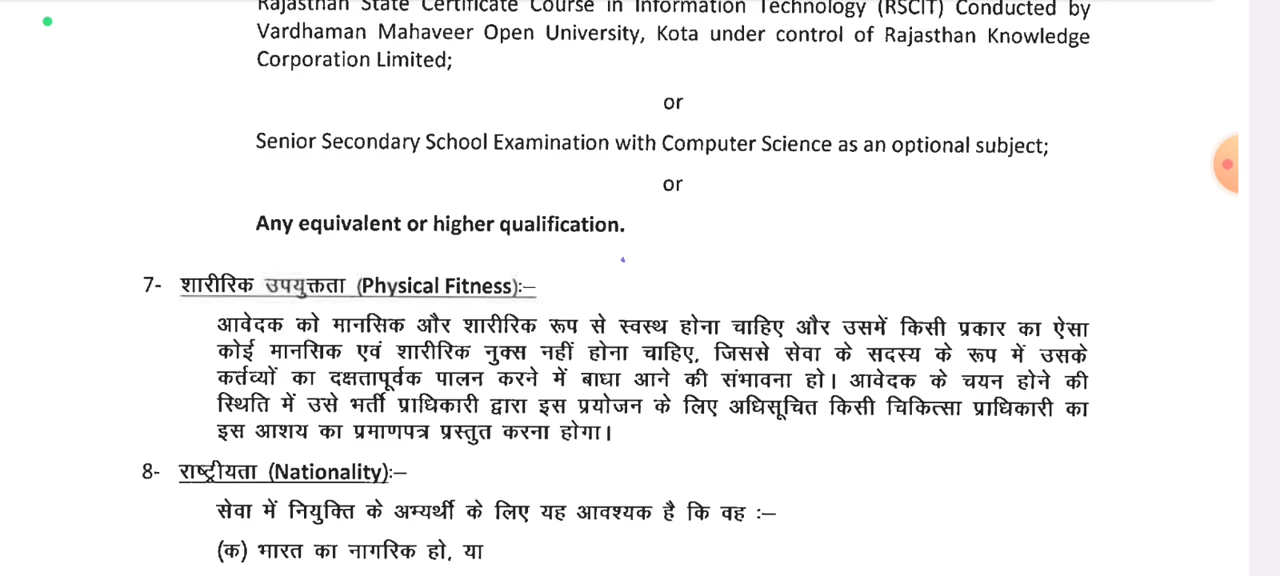 Rajasthan State Certificate Course in Information Technology (RSCIT) Conducted by
Vardhaman Mahaveer Open University, Kota under control of Rajasthan Knowledge
Corporation Limited;
or
Senior Secondary School Examination with Computer Science as an optional subject;
or
Any equivalent or higher qualification.
7- शारीरिक उपयुक्तता (Physical Fitness):–
आवेदक को मानसिक और शारीरिक रूप से स्वस्थ होना चाहिए और उसमें किसी प्रकार का ऐसा
कोई मानसिक एवं शारीरिक नुक्स नहीं होना चाहिए, जिससे सेवा के सदस्य के रूप में उसके
कर्तव्यों का दक्षतापूर्वक पालन करने में बाधा आने की संभावना हो। आवेदक के चयन होने की
स्थिति में उसे भर्ती प्राधिकारी द्वारा इस प्रयोजन के लिए अधिसूचित किसी चिकित्सा प्राधिकारी का
इस आशय का प्रमाणपत्र प्रस्तुत करना होगा।
8- राष्ट्रीयता (Nationality):–
सेवा में नियुक्ति के अभ्यर्थी के लिए यह आवश्यक है कि वह :–
(क) भारत का नागरिक हो, या